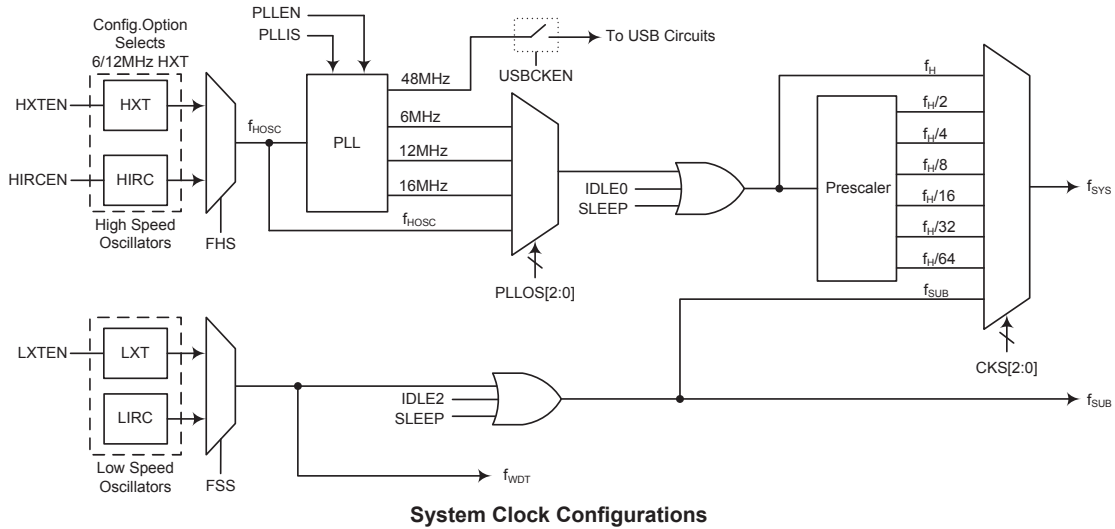 PLLEN
PLLIS
Config.Option
Selects
6/12MHz HXT
HXTEN
HXT
HIRCEN
HIRC
High Speed
Oscillators
FHS
fHOSC
PLL
48MHz
6MHz
12MHz
16MHz
fHOSC
USBCKEN
To USB Circuits
PLLOS[2:0]
IDLE0
SLEEP
Prescaler
fH
fH/2
fH/4
fH/8
fH/16
fH/32
fH/64
fSUB
CKS[2:0]
fSYS
LXTEN
LXT
LIRC
Low Speed
Oscillators
FSS
IDLE2
SLEEP
fSUB
fWDT
System Clock Configurations